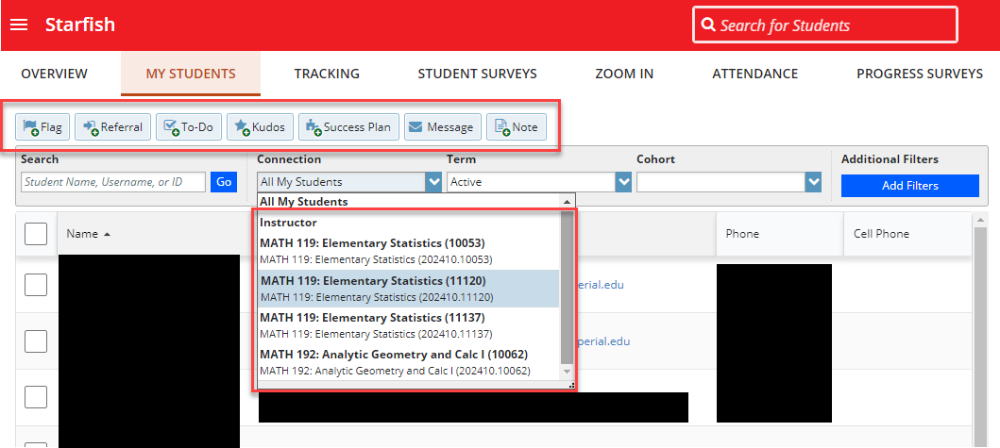 Starfish
Search for Students
OVERVIEW MY STUDENTS TRACKING STUDENT SURVEYS ZOOM IN ATTENDANCE PROGRESS SURVEYS
Flag Referral To-Do Kudos Success Plan Message Note
Search Connection Term Cohort Additional Filters
Student Name, Username, or ID Go All My Students Active Add Filters
All My Students
Instructor
Name Phone Cell Phone
MATH 119: Elementary Statistics (10053)
MATH 119: Elementary Statistics (202410.10053)
MATH 119: Elementary Statistics (11120) perial.edu
MATH 119: Elementary Statistics (202410.11120)
MATH 119: Elementary Statistics (11137)
MATH 119: Elementary Statistics (202410.11137) perial.edu
MATH 192: Analytic Geometry and Calc I (10062)
MATH 192: Analytic Geometry and Calc I (202410.10062)